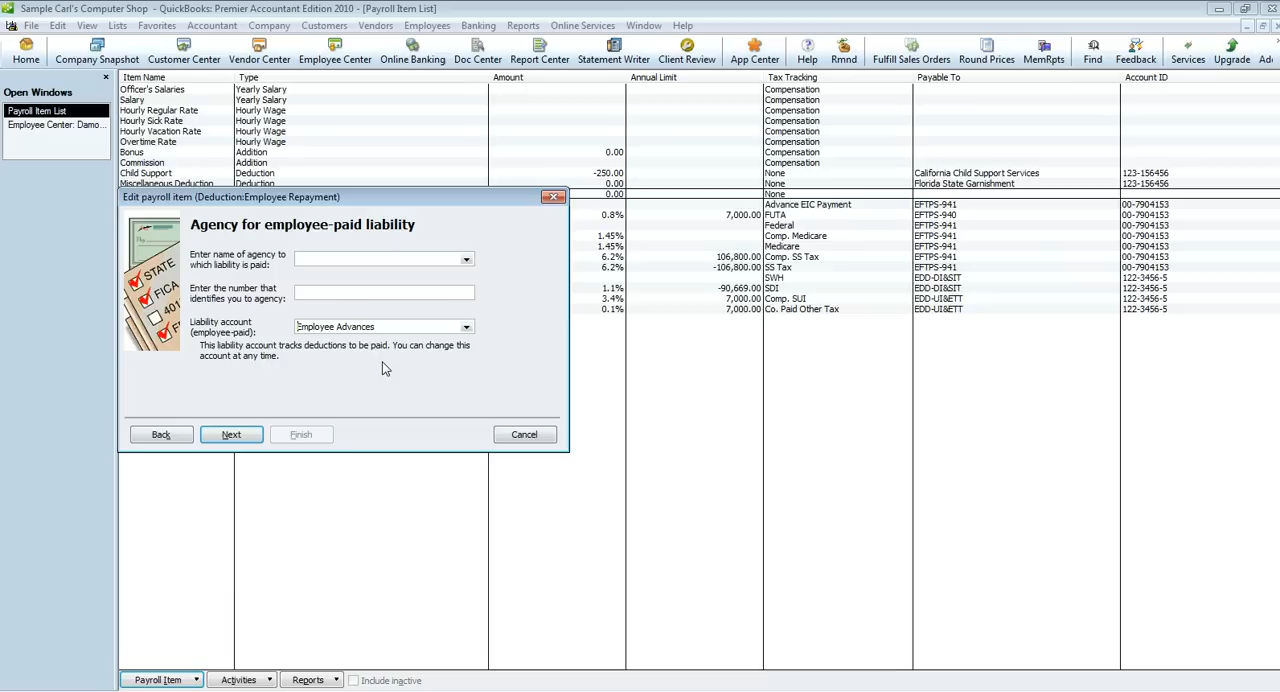 Sample Carl's Computer Shop - QuickBooks: Premier Accountant Edition 2010 - [Payroll Item List]
File Edit View Lists Favorites Accountant Company Customers Vendors Employees Banking Reports Online Services Window Help
Home Company Snapshot Customer Center Vendor Center Employee Center Online Banking Doc Center Report Center Statement Writer Client Review App Center Help Rmnd Fulfill Sales Orders Round Prices MemRpts Find Feedback Services Upgrade Ad
Open Windows
Payroll Item List
Employee Center: Damo...
Item Name Type Amount Annual Limit Tax Tracking Payable To Account ID
Officer's Salaries Yearly Salary Compensation
Salary Yearly Salary Compensation
Hourly Regular Rate Hourly Wage Compensation
Hourly Sick Rate Hourly Wage Compensation
Hourly Vacation Rate Hourly Wage Compensation
Overtime Rate Hourly Wage Compensation
Bonus Addition 0.00 Compensation
Commission Addition Compensation
Child Support Deduction -250.00 None California Child Support Services 123-156456
Miscellaneous Deduction Deduction 0.00 None Florida State Garnishment 123-156456
0.00 None
Advance EIC Payment EFTPS-941 00-7904153
0.8% 7,000.00 FUTA EFTPS-940 00-7904153
Federal EFTPS-941 00-7904153
1.45% Comp. Medicare EFTPS-941 00-7904153
1.45% Medicare EFTPS-941 00-7904153
6.2% 106,800.00 Comp. SS Tax EFTPS-941 00-7904153
6.2% -106,800.00 SS Tax EFTPS-941 00-7904153
SWH EDD-DI&SIT 122-3456-5
1.1% -90,669.00 SDI EDD-DI&SIT 122-3456-5
3.4% 7,000.00 Comp. SUI EDD-UI&ETT 122-3456-5
0.1% 7,000.00 Co. Paid Other Tax EDD-UI&ETT 122-3456-5
Edit payroll item (Deduction:Employee Repayment)
Agency for employee-paid liability
STATE
FICA
401
Enter name of agency to
which liability is paid:
Enter the number that
identifies you to agency:
Liability account
(employee-paid):
Employee Advances
This liability account tracks deductions to be paid. You can change this
account at any time.
Back Next Finish Cancel
Payroll Item Activities Reports Include inactive